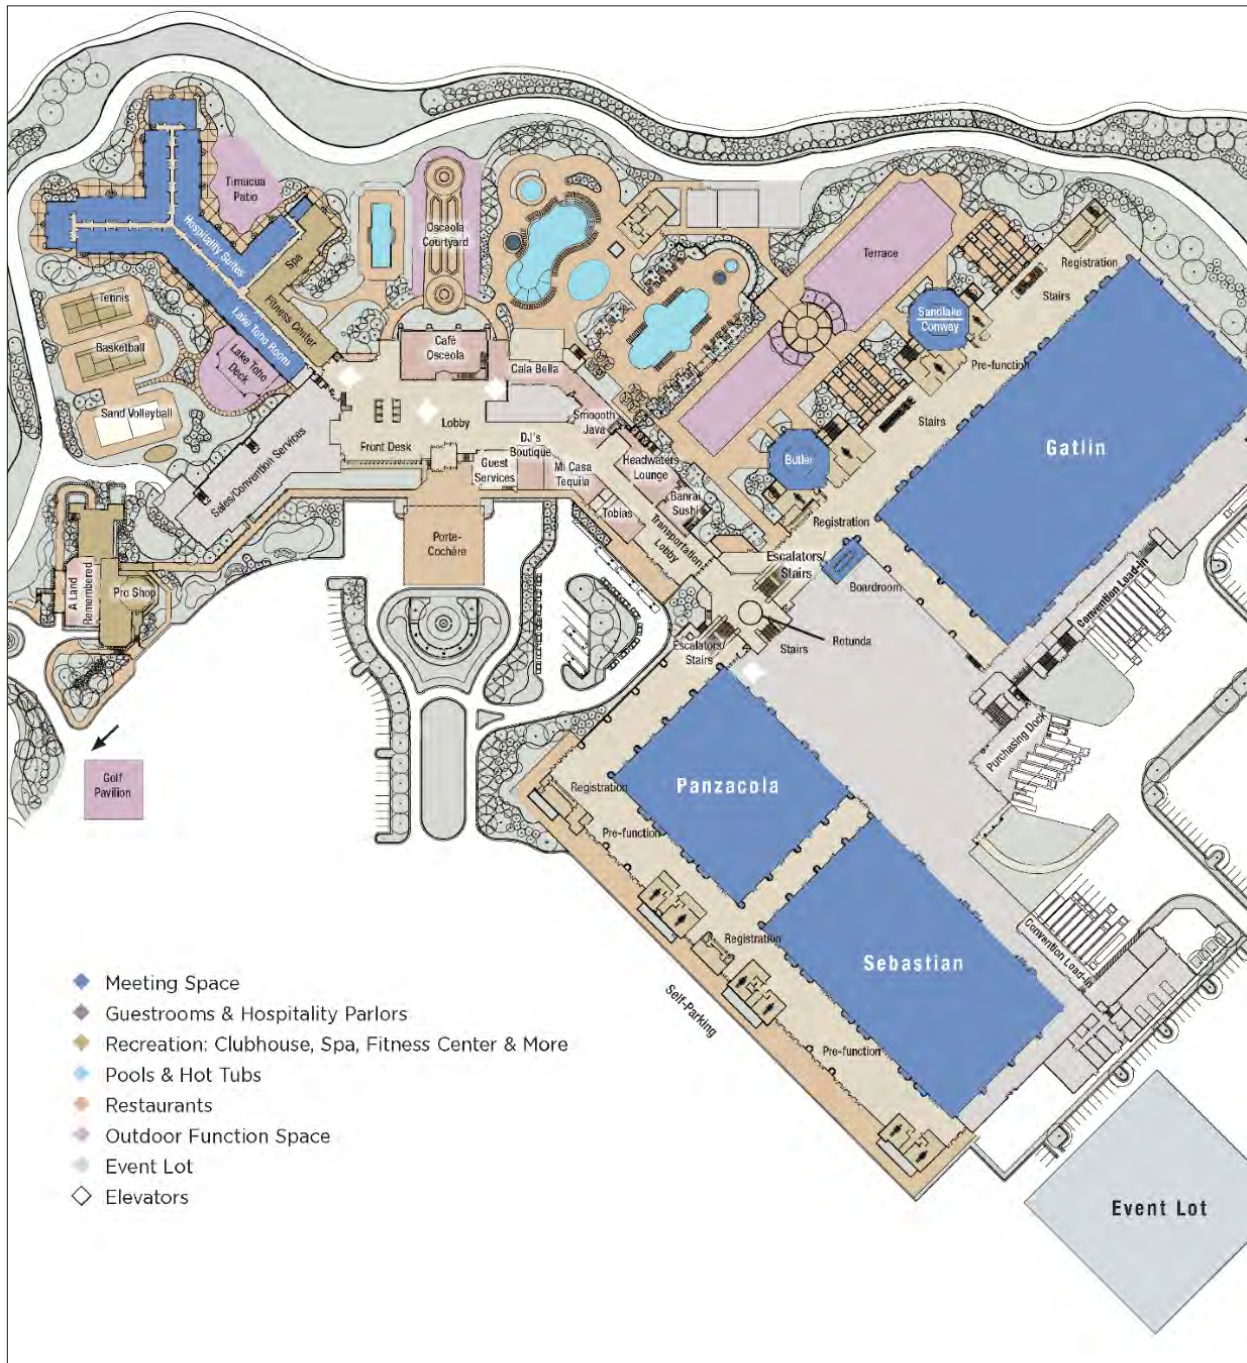 Timucua
Patio
Osceola
Courtyard
Terrace
Registration
Hospitality Suites
Spa
Stairs
Tennis
Sandlake
Conway
Fitness Center
Lake Toho Room
Basketball
Café
Osceola
Pre-function
Lake Toho
Deck
Cala Bella
Sand Volleyball
Smooth
Java
Stairs
Lobby
Gatlin
Front Desk
DJ's
Boutique
Sales/Convention Services
Guest
Services
Mi Casa
Tequila
Headwaters
Lounge
Butler
Banrai
Sushi
Tobias
Registration
Transportation
Lobby
Porte-
Cochère
Escalators/
Stairs
Boardroom
Convention Load-In
A Land
Remembered
Pro Shop
Escalators/
Stairs
Stairs
Rotunda
Purchasing Dock
Golf
Pavilion
Registration
Panzacola
Pre-function
Registration
Sebastian
Convention Load-In
Self-Parking
Pre-function
Meeting Space
Guestrooms & Hospitality Parlors
Recreation: Clubhouse, Spa, Fitness Center & More
Pools & Hot Tubs
Restaurants
Outdoor Function Space
Event Lot
Elevators
Event Lot